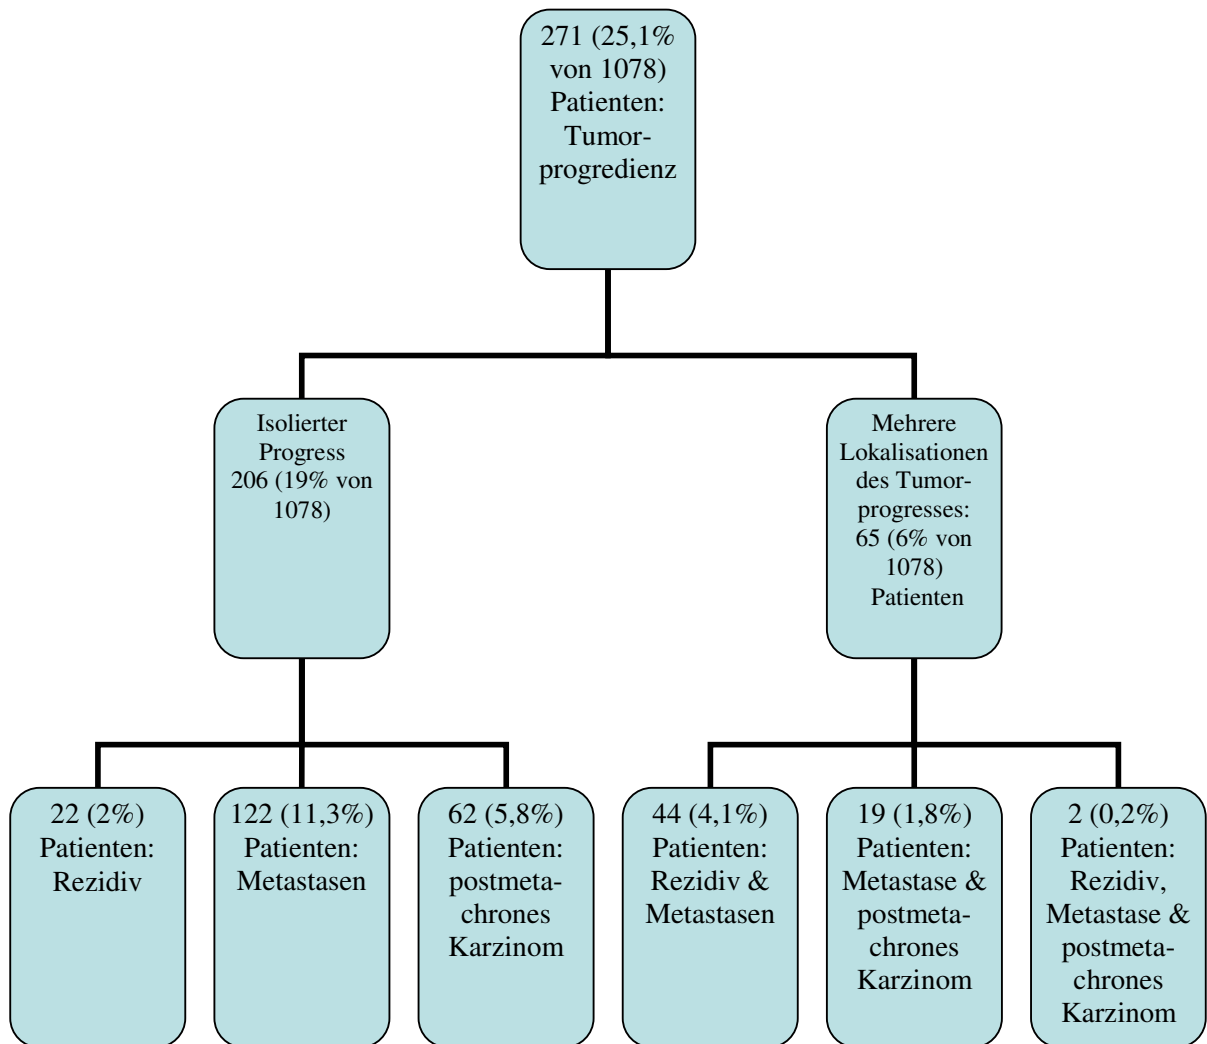 271 (25,1%
von 1078)
Patienten:
Tumor-
progredienz
Isolierter
Progress
206 (19% von
1078)
Mehrere
Lokalisationen
des Tumor-
progresses:
65 (6% von
1078)
Patienten
22 (2%)
Patienten:
Rezidiv
122 (11,3%)
Patienten:
Metastasen
62 (5,8%)
Patienten:
postmeta-
chrones
Karzinom
44 (4,1%)
Patienten:
Rezidiv &
Metastasen
19 (1,8%)
Patienten:
Metastase &
postmeta-
chrones
Karzinom
2 (0,2%)
Patienten:
Rezidiv,
Metastase &
postmeta-
chrones
Karzinom